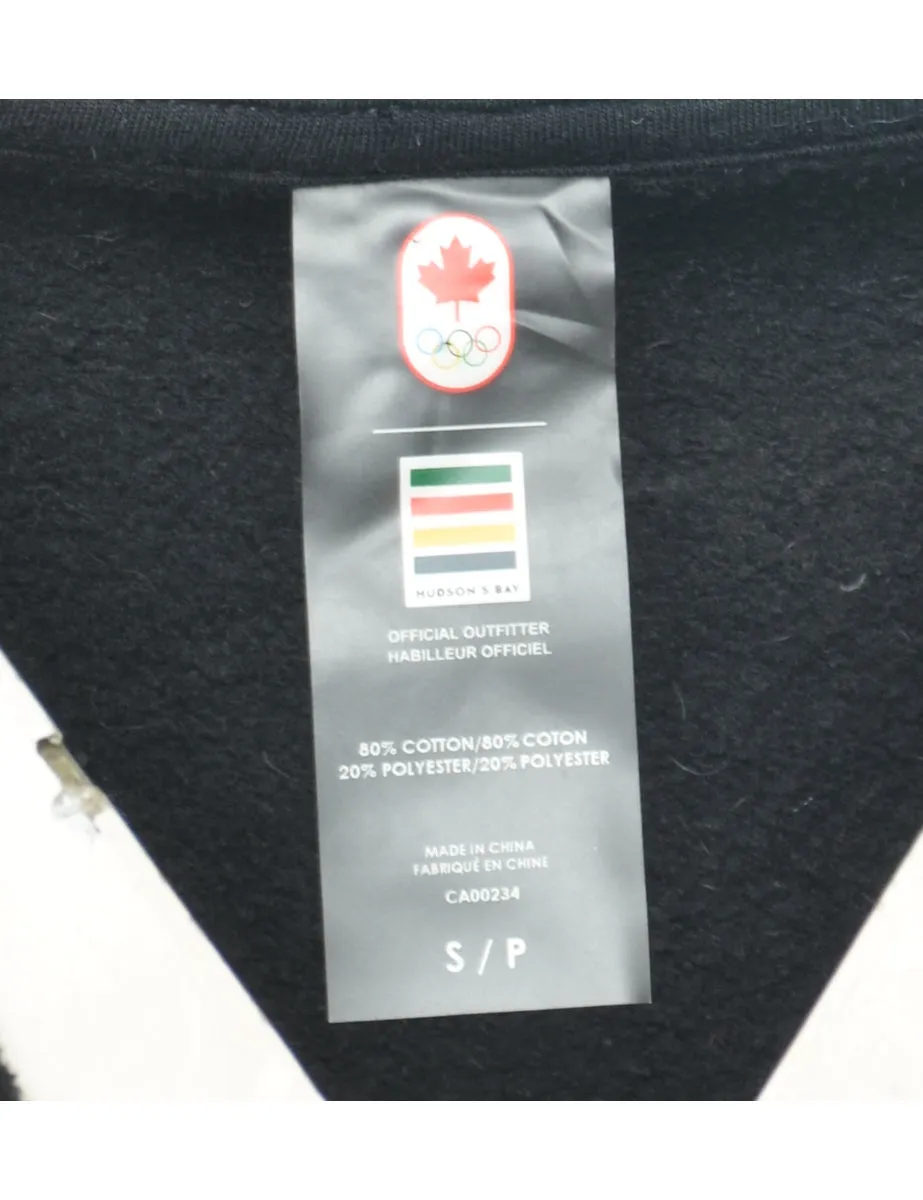 HUDSON'S BAY
OFFICIAL OUTFITTER
HABILLEUR OFFICIEL
80% COTTON/80% COTON
20% POLYESTER/20% POLYESTER
MADE IN CHINA
FABRIQUÉ EN CHINE
CA00234
S / P